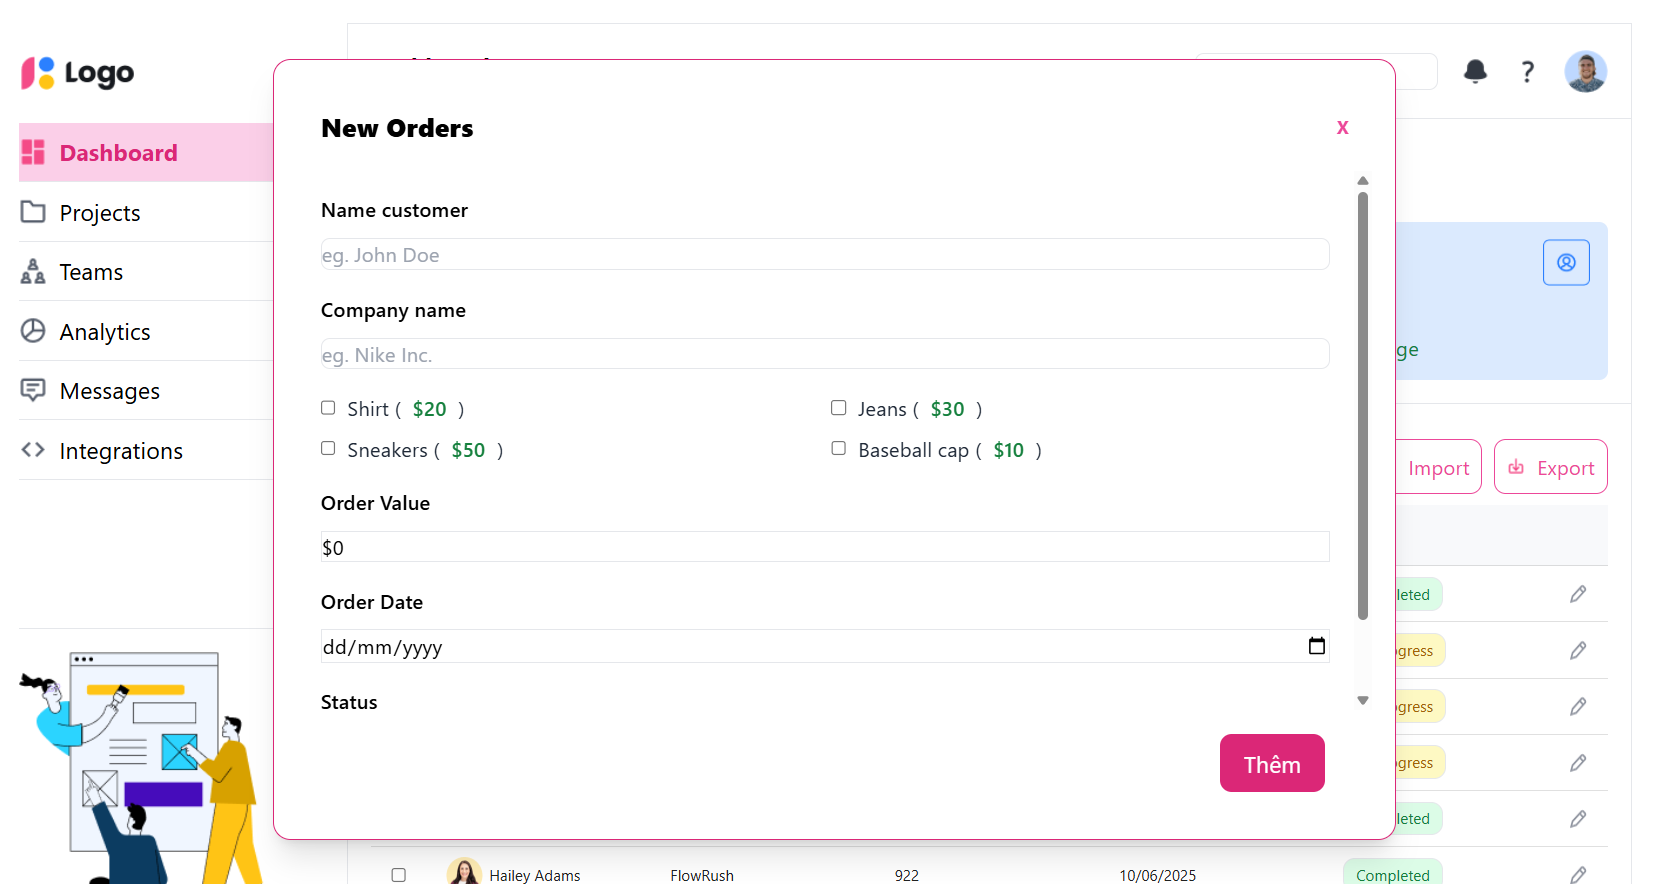 Logo
Dashboard
Projects
Teams
Analytics
Messages
Integrations
New Orders
X
Name customer
eg. John Doe
Company name
eg. Nike Inc.
Shirt ( $20 )
Jeans ( $30 )
Sneakers ( $50 )
Baseball cap ( $10 )
Order Value
$0
Order Date
dd/mm/yyyy
Status
Thêm
?
ge
Import
Export
leted
gress
gress
gress
leted
Hailey Adams FlowRush 922 10/06/2025 Completed